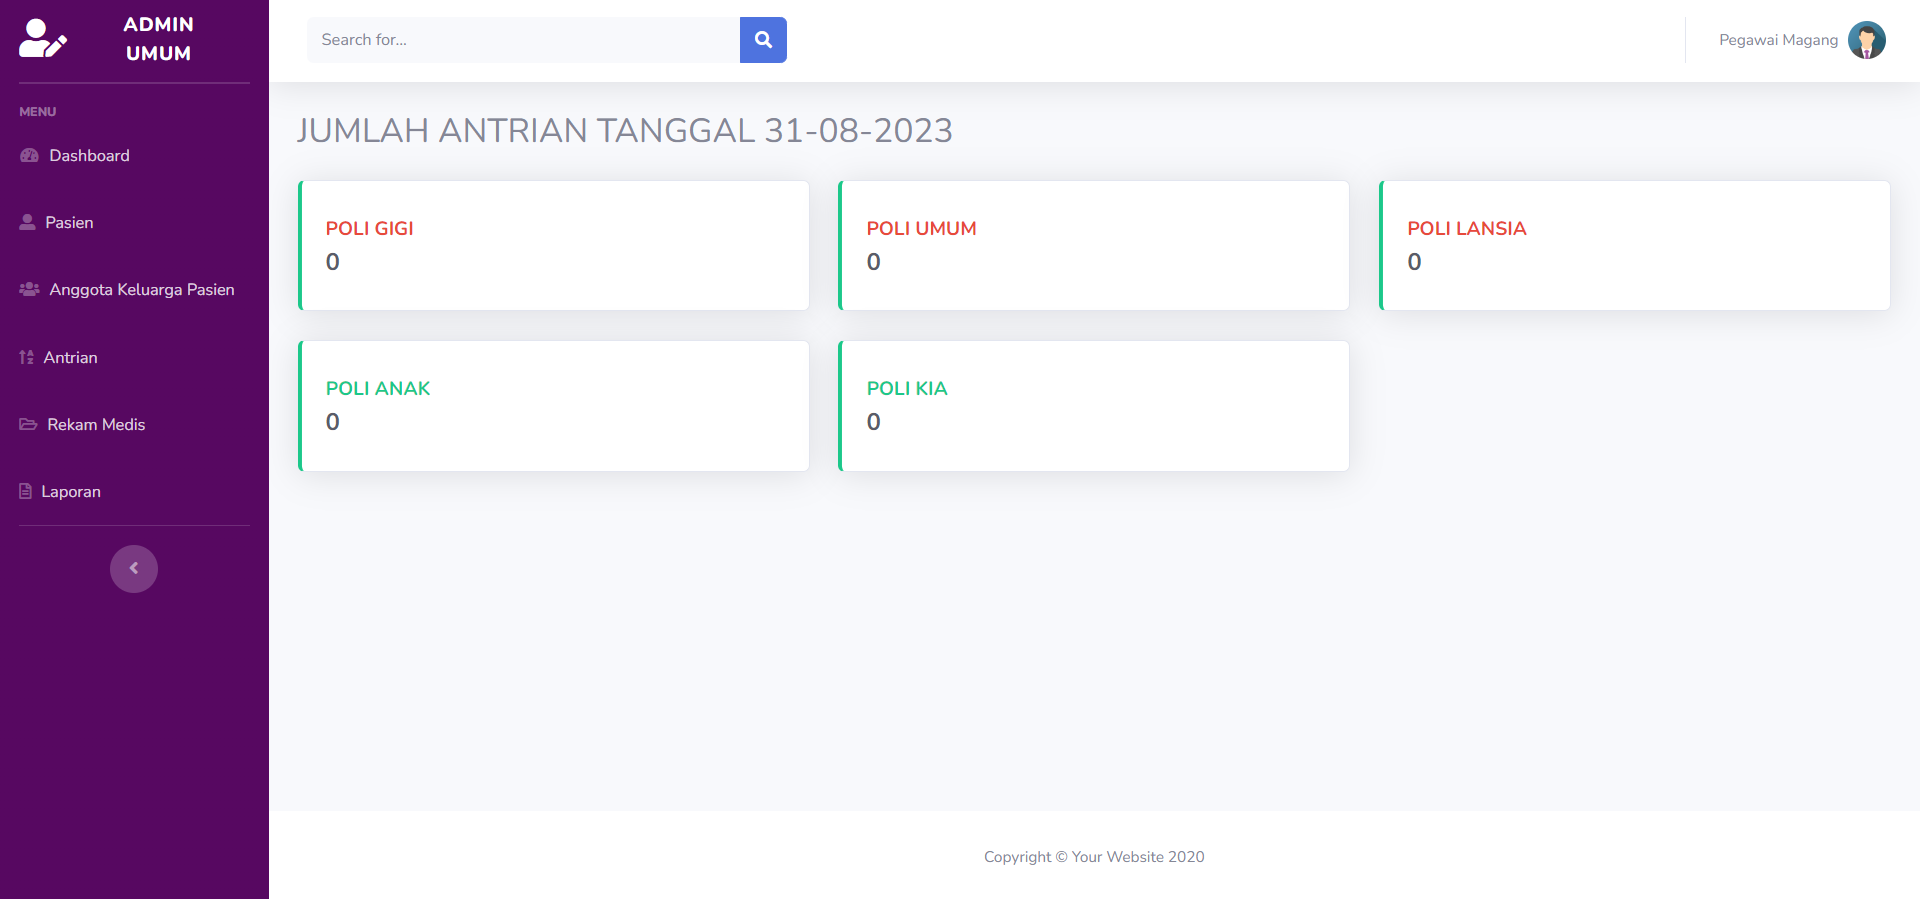 ADMIN
UMUM
MENU
Dashboard
Pasien
Anggota Keluarga Pasien
Antrian
Rekam Medis
Laporan
Search for...
Pegawai Magang
JUMLAH ANTRIAN TANGGAL 31-08-2023
POLI GIGI
0
POLI UMUM
0
POLI LANSIA
0
POLI ANAK
0
POLI KIA
0
Copyright © Your Website 2020